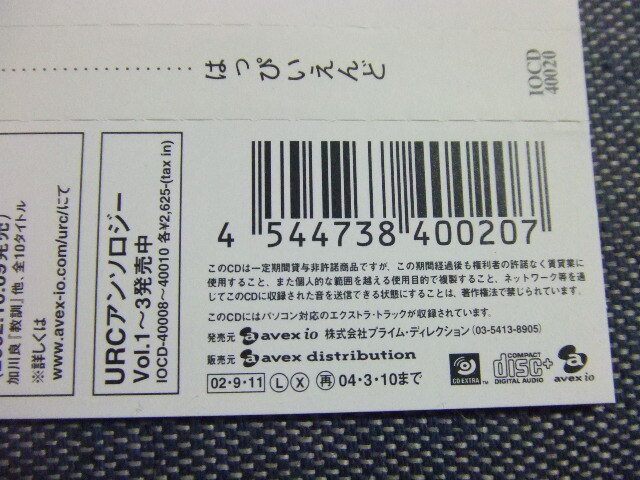 はっぴいえんど
IOCD
40020
加川良『教訓』他、全10タイトル
※詳しくは
www.avex-io.com/urc/にて
URCアンソロジー
Vol.1～3発売中
IOCD-40008～40010 各¥2,625-(tax in)
4 544738 400207
このCDは一定期間貸与非許諾商品ですが、この期間経過後も権利者の許諾なく賃貸業に
使用すること、また個人的な範囲を越える使用目的で複製すること、ネットワーク等を通
じてこのCDに収録された音を送信できる状態にすることは、著作権法で禁じられています。
このCDにはパソコン対応のエクストラ・トラックが収録されています。
発売元 avex io 株式会社プライム・ディレクション (03-5413-8905)
販売元 avex distribution
02・9・11 L X 再 04・3・10まで
CD EXTRA TM
COMPACT
disc+
DIGITAL AUDIO
avex io